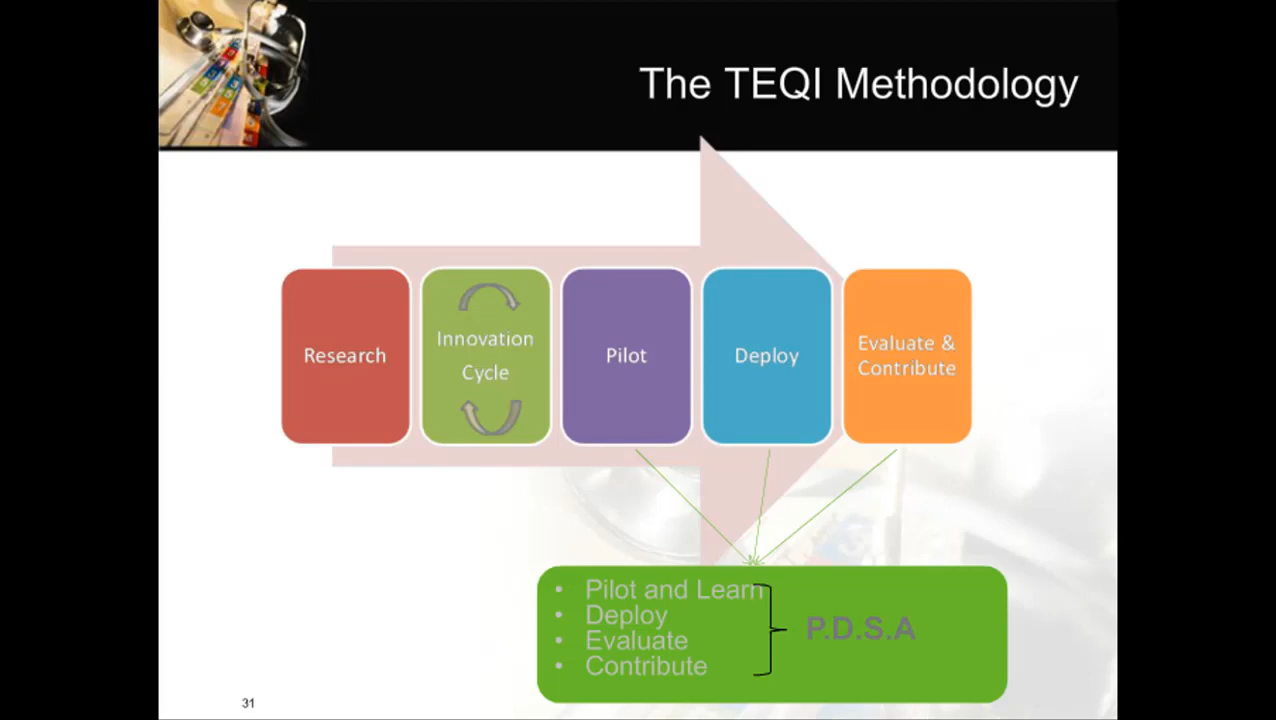 The TEQI Methodology
Research
Innovation
Cycle
Pilot
Deploy
Evaluate &
Contribute
• Pilot and Learn
• Deploy
• Evaluate
• Contribute
P.D.S.A
31